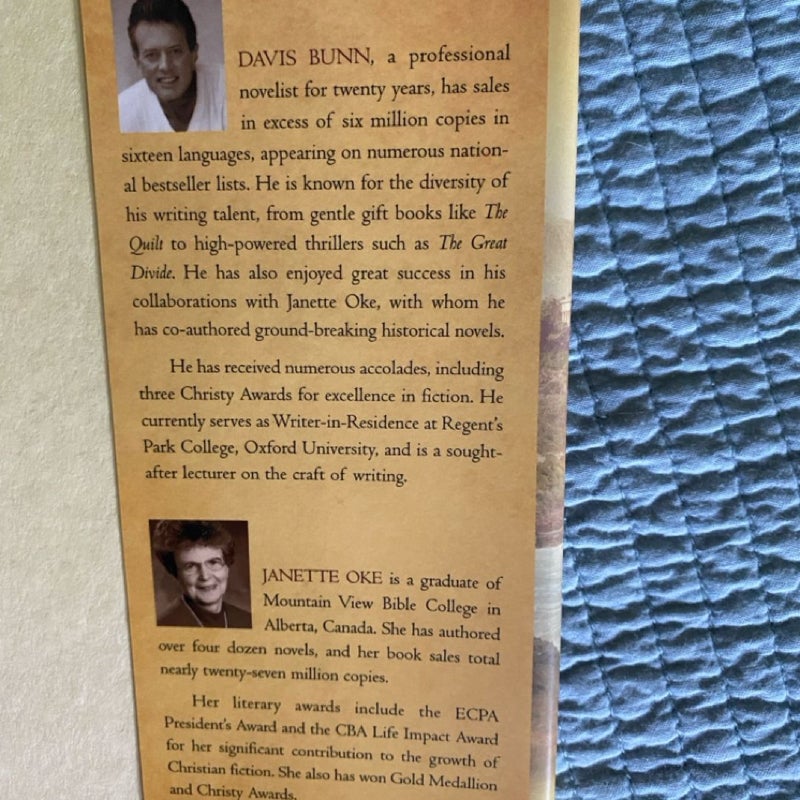 DAVIS BUNN, a professional
novelist for twenty years, has sales
in excess of six million copies in
sixteen languages, appearing on numerous nation-
al bestseller lists. He is known for the diversity of
his writing talent, from gentle gift books like The
Quilt to high-powered thrillers such as The Great
Divide. He has also enjoyed great success in his
collaborations with Janette Oke, with whom he
has co-authored ground-breaking historical novels.
He has received numerous accolades, including
three Christy Awards for excellence in fiction. He
currently serves as Writer-in-Residence at Regent's
Park College, Oxford University, and is a sought-
after lecturer on the craft of writing.
JANETTE OKE is a graduate of
Mountain View Bible College in
Alberta, Canada. She has authored
over four dozen novels, and her book sales total
nearly twenty-seven million copies.
Her literary awards include the ECPA
President's Award and the CBA Life Impact Award
for her significant contribution to the growth of
Christian fiction. She also has won Gold Medallion
and Christy Awards.